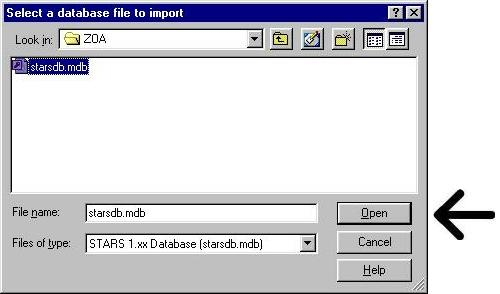 Select a database file to import
Look in: ZOA
starsdb.mdb
File name: starsdb.mdb Open
Files of type: STARS 1.xx Database (starsdb.mdb) Cancel
Help